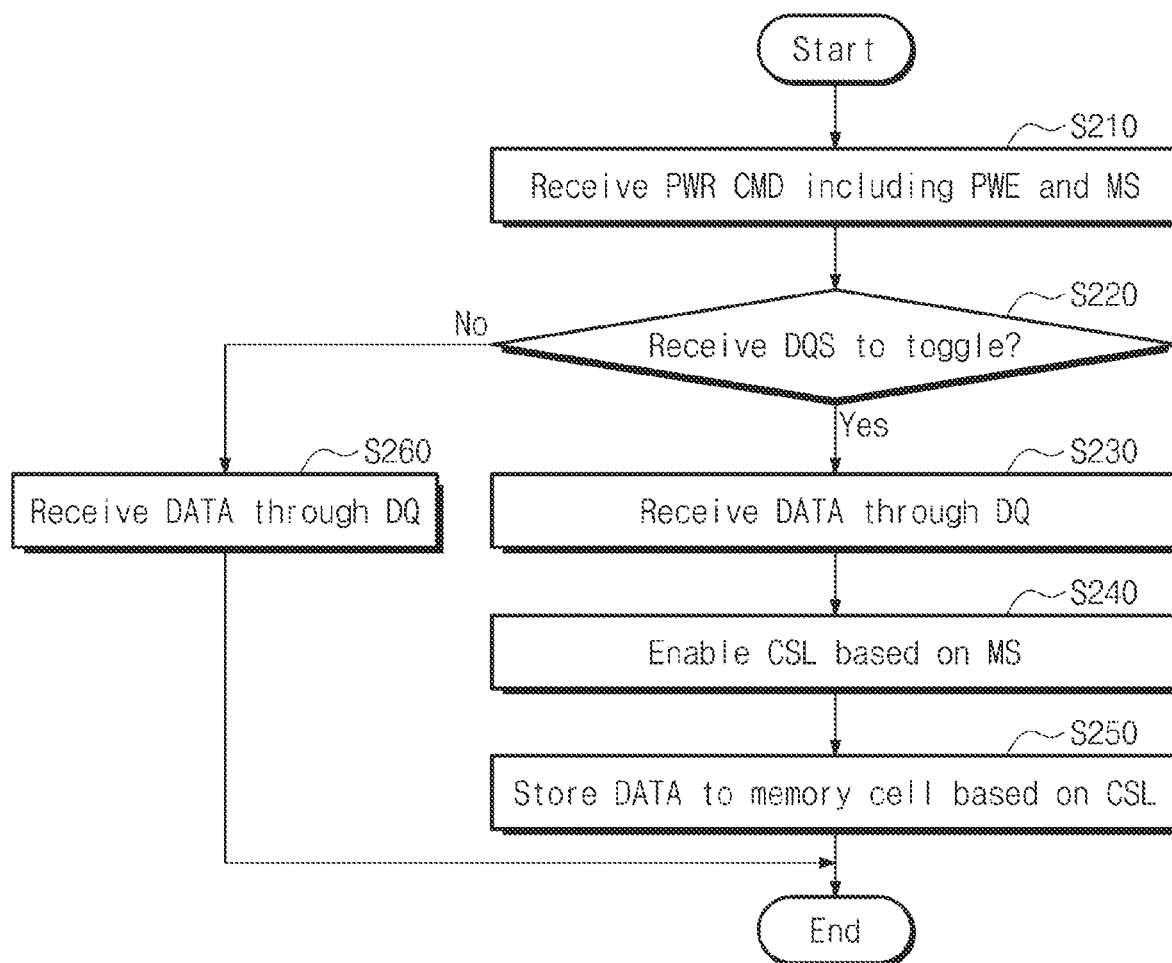 Start
S210
Receive PWR CMD including PWE and MS
S220
Receive DQS to toggle?
No
Yes
S260
Receive DATA through DQ
S230
Receive DATA through DQ
S240
Enable CSL based on MS
S250
Store DATA to memory cell based on CSL
End